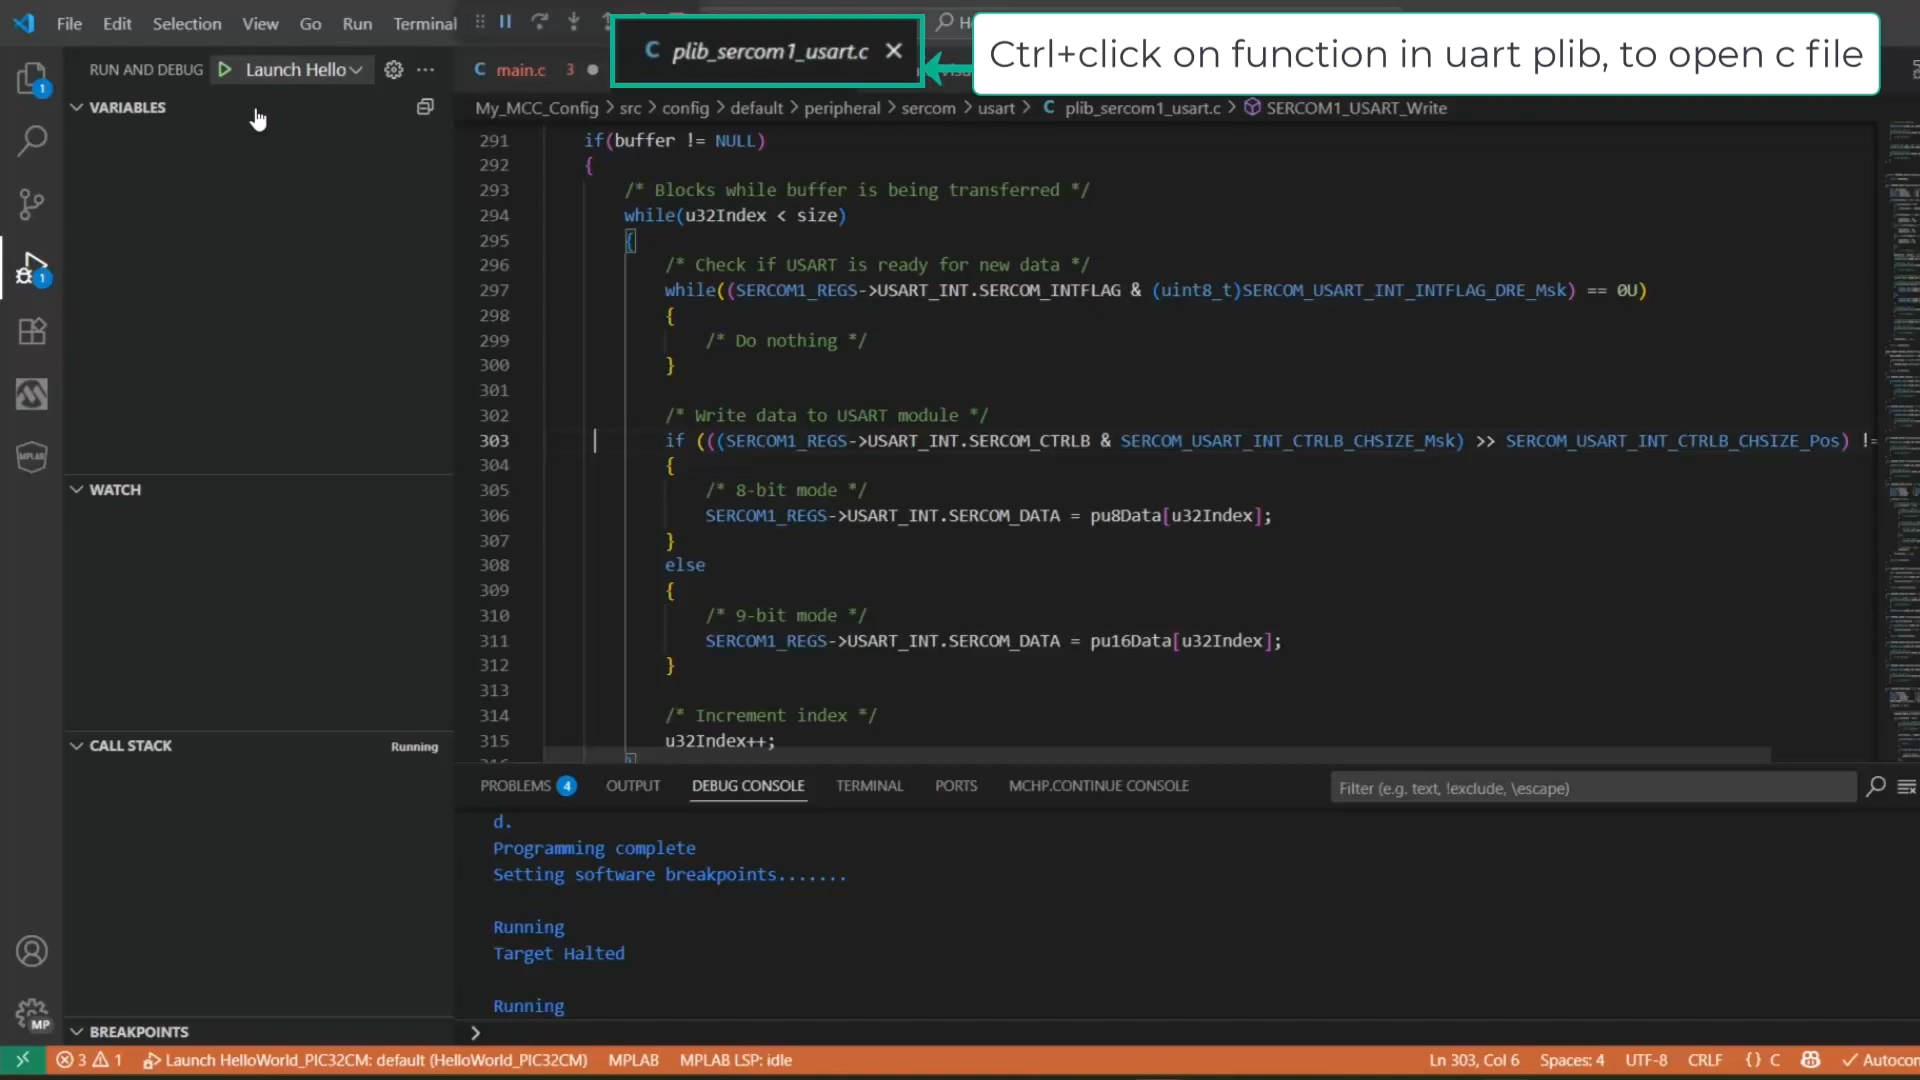 File Edit Selection View Go Run Terminal
plib_sercom1_usart.c
Ctrl+click on function in uart plib, to open c file
RUN AND DEBUG Launch Hello
C main.c 3
My_MCC_Config > src > config > default > peripheral > sercom > usart > C plib_sercom1_usart.c > SERCOM1_USART_Write
VARIABLES
291 if(buffer != NULL)
292 {
293 /* Blocks while buffer is being transferred */
294 while(u32Index < size)
295 {
296 /* Check if USART is ready for new data */
297 while((SERCOM1_REGS->USART_INT.SERCOM_INTFLAG & (uint8_t)SERCOM_USART_INT_INTFLAG_DRE_Msk) == 0U)
298 {
299 /* Do nothing */
300 }
301
302 /* Write data to USART module */
303 if (((SERCOM1_REGS->USART_INT.SERCOM_CTRLB & SERCOM_USART_INT_CTRLB_CHSIZE_Msk) >> SERCOM_USART_INT_CTRLB_CHSIZE_Pos) !=
304 {
305 /* 8-bit mode */
306 SERCOM1_REGS->USART_INT.SERCOM_DATA = pu8Data[u32Index];
307 }
308 else
309 {
310 /* 9-bit mode */
311 SERCOM1_REGS->USART_INT.SERCOM_DATA = pu16Data[u32Index];
312 }
313
314 /* Increment index */
315 u32Index++;
WATCH
CALL STACK Running
BREAKPOINTS
PROBLEMS 4 OUTPUT DEBUG CONSOLE TERMINAL PORTS MCHP.CONTINUE CONSOLE
Filter (e.g. text, !exclude, \escape)
d.
Programming complete
Setting software breakpoints.......
Running
Target Halted
Running
>
1
1
MPLAB
MP
3 1 Launch HelloWorld_PIC32CM: default (HelloWorld_PIC32CM) MPLAB MPLAB LSP: idle
Ln 303, Col 6 Spaces: 4 UTF-8 CRLF {} C Autocon